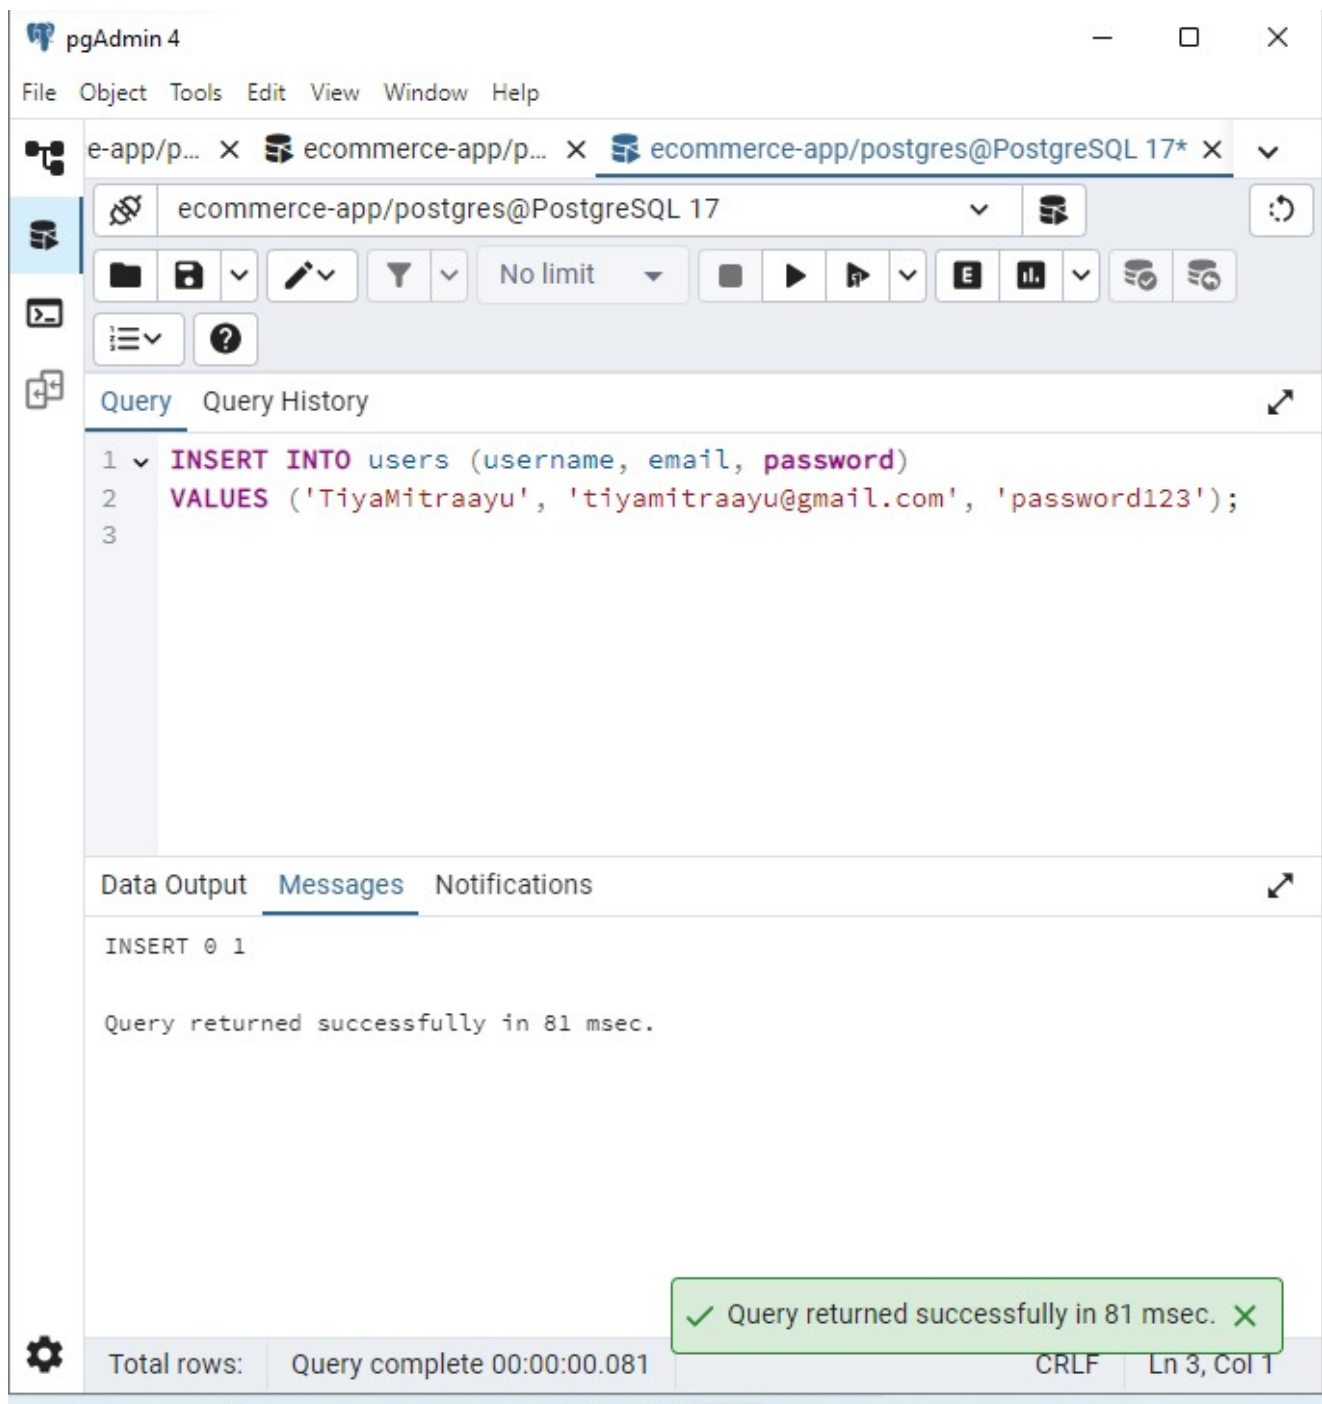 pgAdmin 4
File Object Tools Edit View Window Help
e-app/p... ecommerce-app/p... ecommerce-app/postgres@PostgreSQL 17*
ecommerce-app/postgres@PostgreSQL 17
No limit
Query Query History
1 INSERT INTO users (username, email, password)
2 VALUES ('TiyaMitraayu', 'tiyamitraayu@gmail.com', 'password123');
3
Data Output Messages Notifications
INSERT 0 1
Query returned successfully in 81 msec.
Query returned successfully in 81 msec.
Total rows: Query complete 00:00:00.081 CRLF Ln 3, Col 1